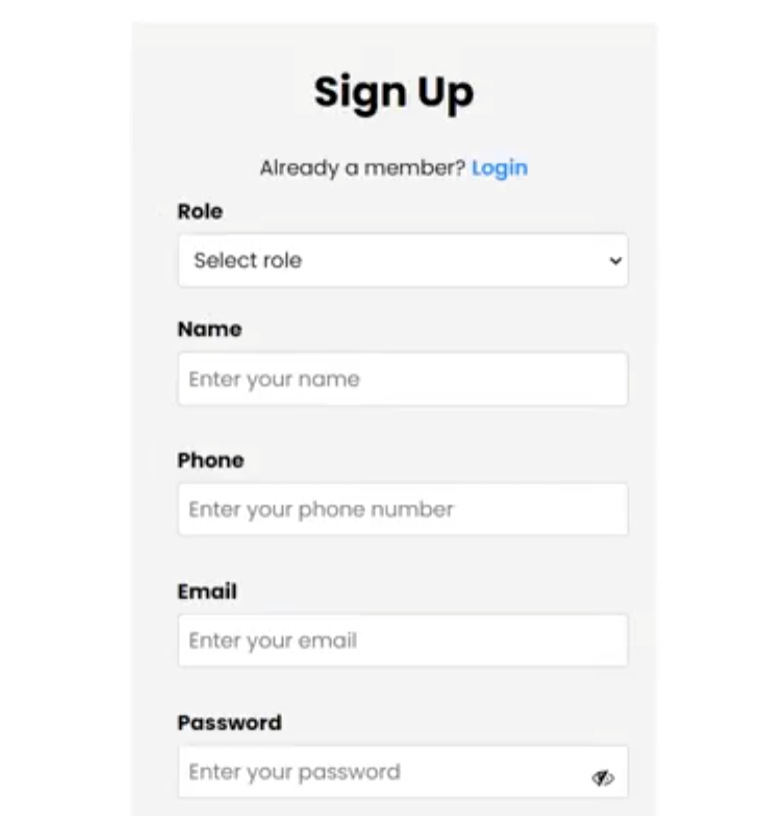 Sign Up
Already a member? Login
Role
Select role
Name
Enter your name
Phone
Enter your phone number
Email
Enter your email
Password
Enter your password